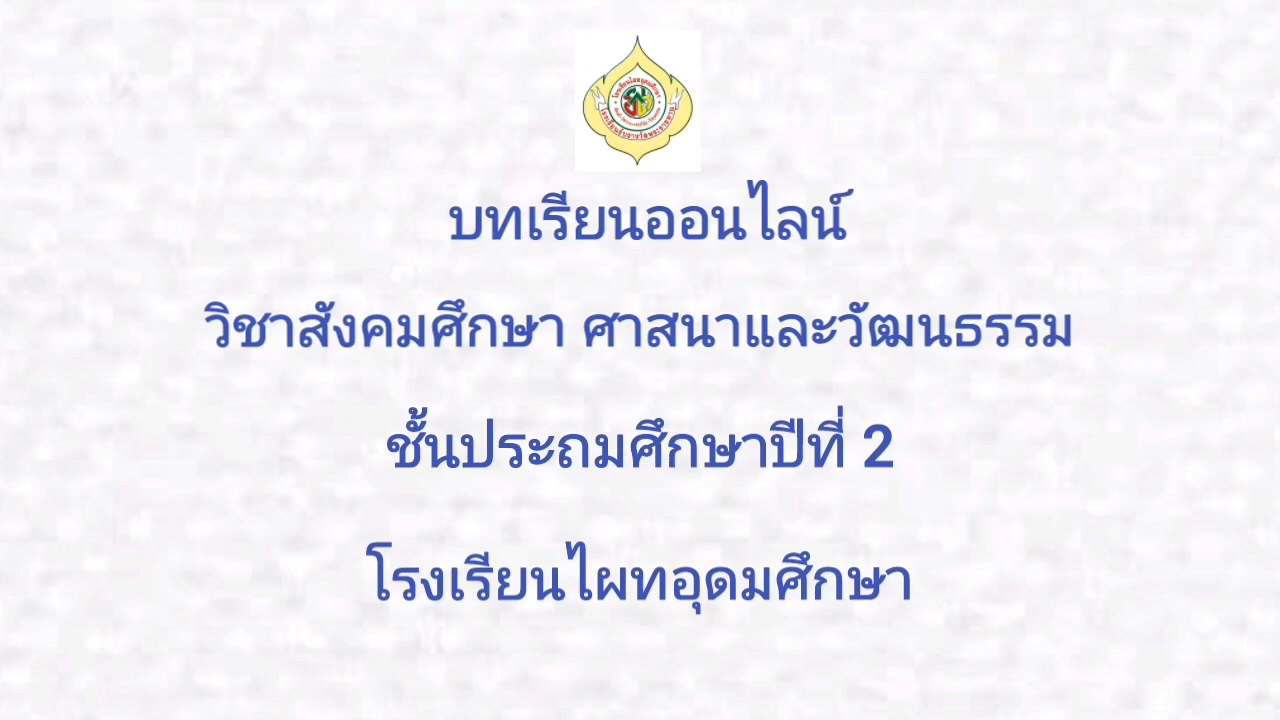 บทเรียนออนไลน์
วิชาสังคมศึกษา ศาสนาและวัฒนธรรม
ชั้นประถมศึกษาปีที่ 2
โรงเรียนไผทอุดมศึกษา